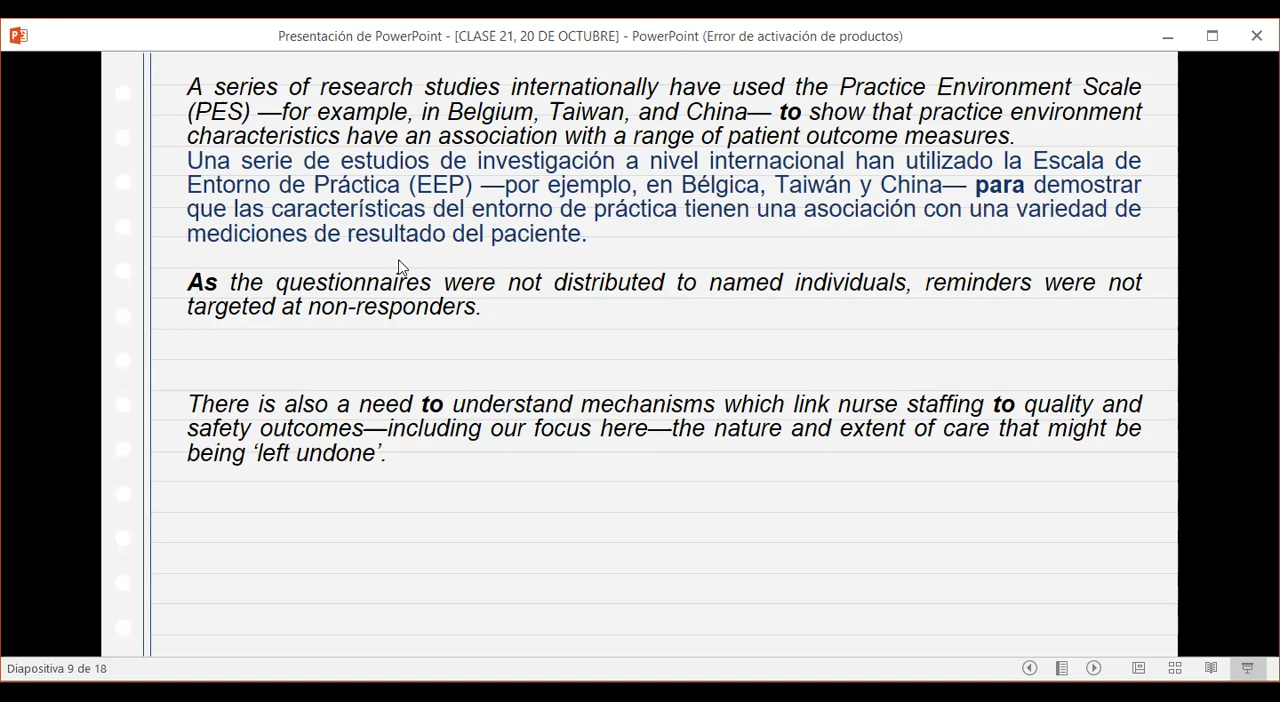 Presentación de PowerPoint - [CLASE 21, 20 DE OCTUBRE] - PowerPoint (Error de activación de productos)
A series of research studies internationally have used the Practice Environment Scale
(PES) —for example, in Belgium, Taiwan, and China— to show that practice environment
characteristics have an association with a range of patient outcome measures.
Una serie de estudios de investigación a nivel internacional han utilizado la Escala de
Entorno de Práctica (EEP) —por ejemplo, en Bélgica, Taiwán y China— para demostrar
que las características del entorno de práctica tienen una asociación con una variedad de
mediciones de resultado del paciente.
As the questionnaires were not distributed to named individuals, reminders were not
targeted at non-responders.
There is also a need to understand mechanisms which link nurse staffing to quality and
safety outcomes—including our focus here—the nature and extent of care that might be
being ‘left undone’.
Diapositiva 9 de 18